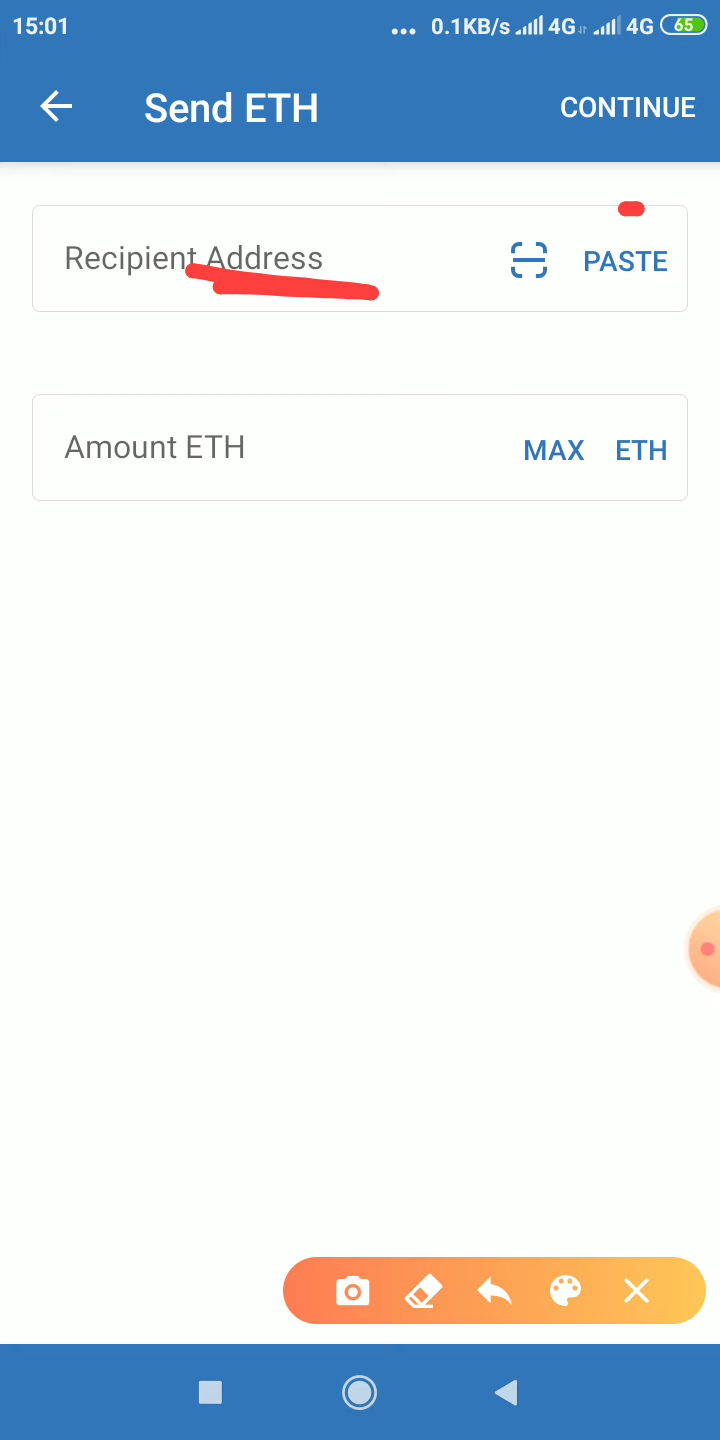 15:01 ... 0.1KB/s 4G 4G 65
Send ETH CONTINUE
Recipient Address PASTE
Amount ETH MAX ETH